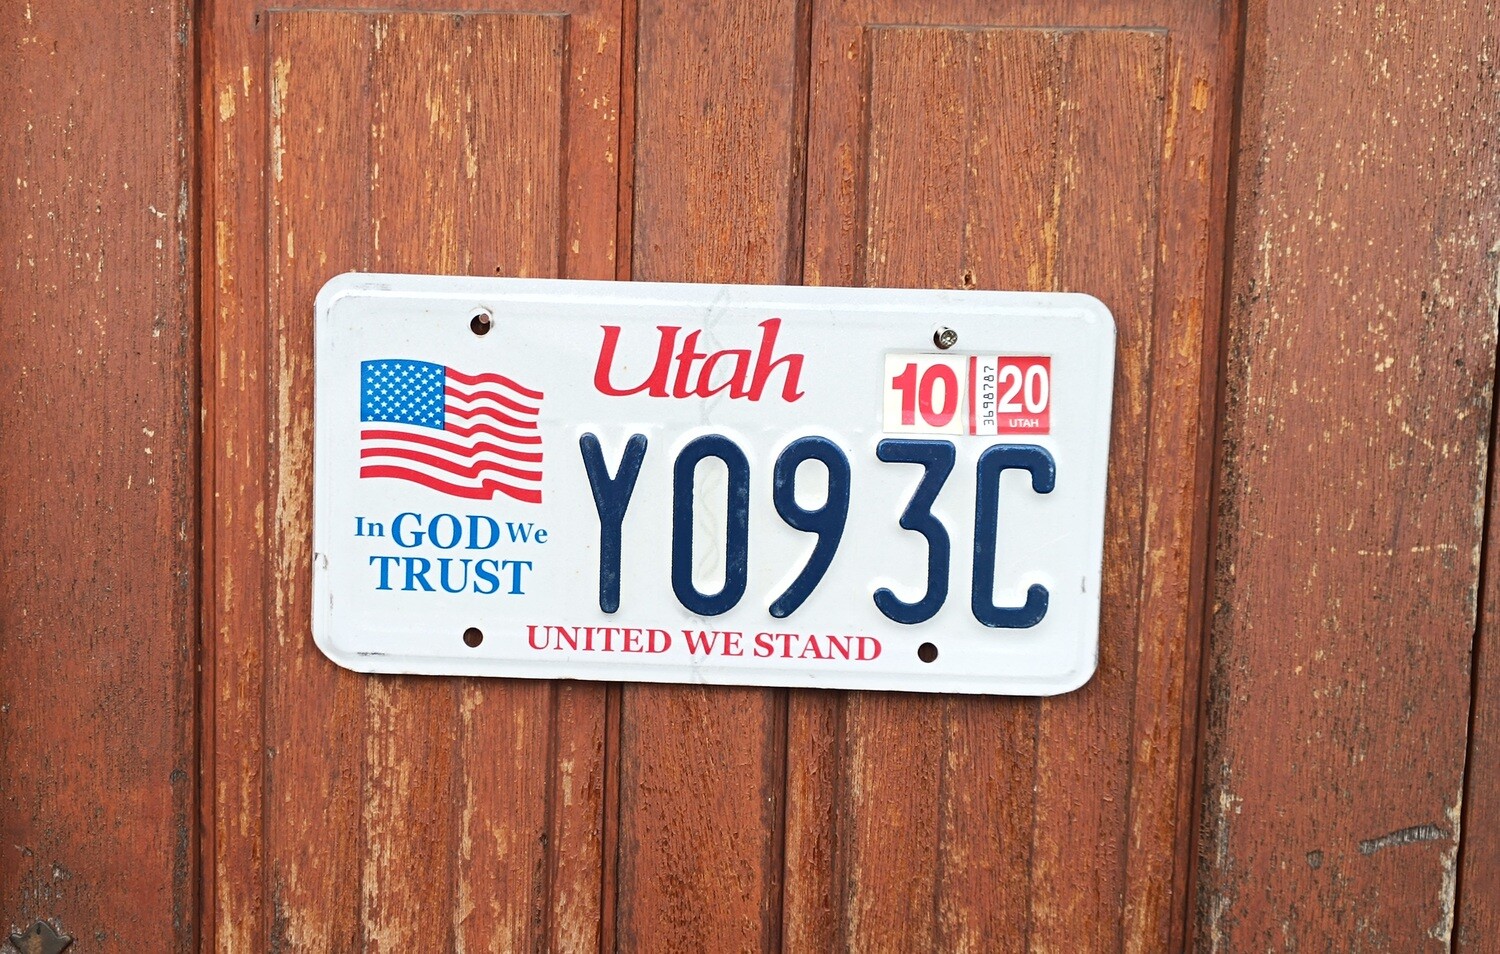 Utah
10
3698787
20
UTAH
Y093C
In GOD We
TRUST
UNITED WE STAND